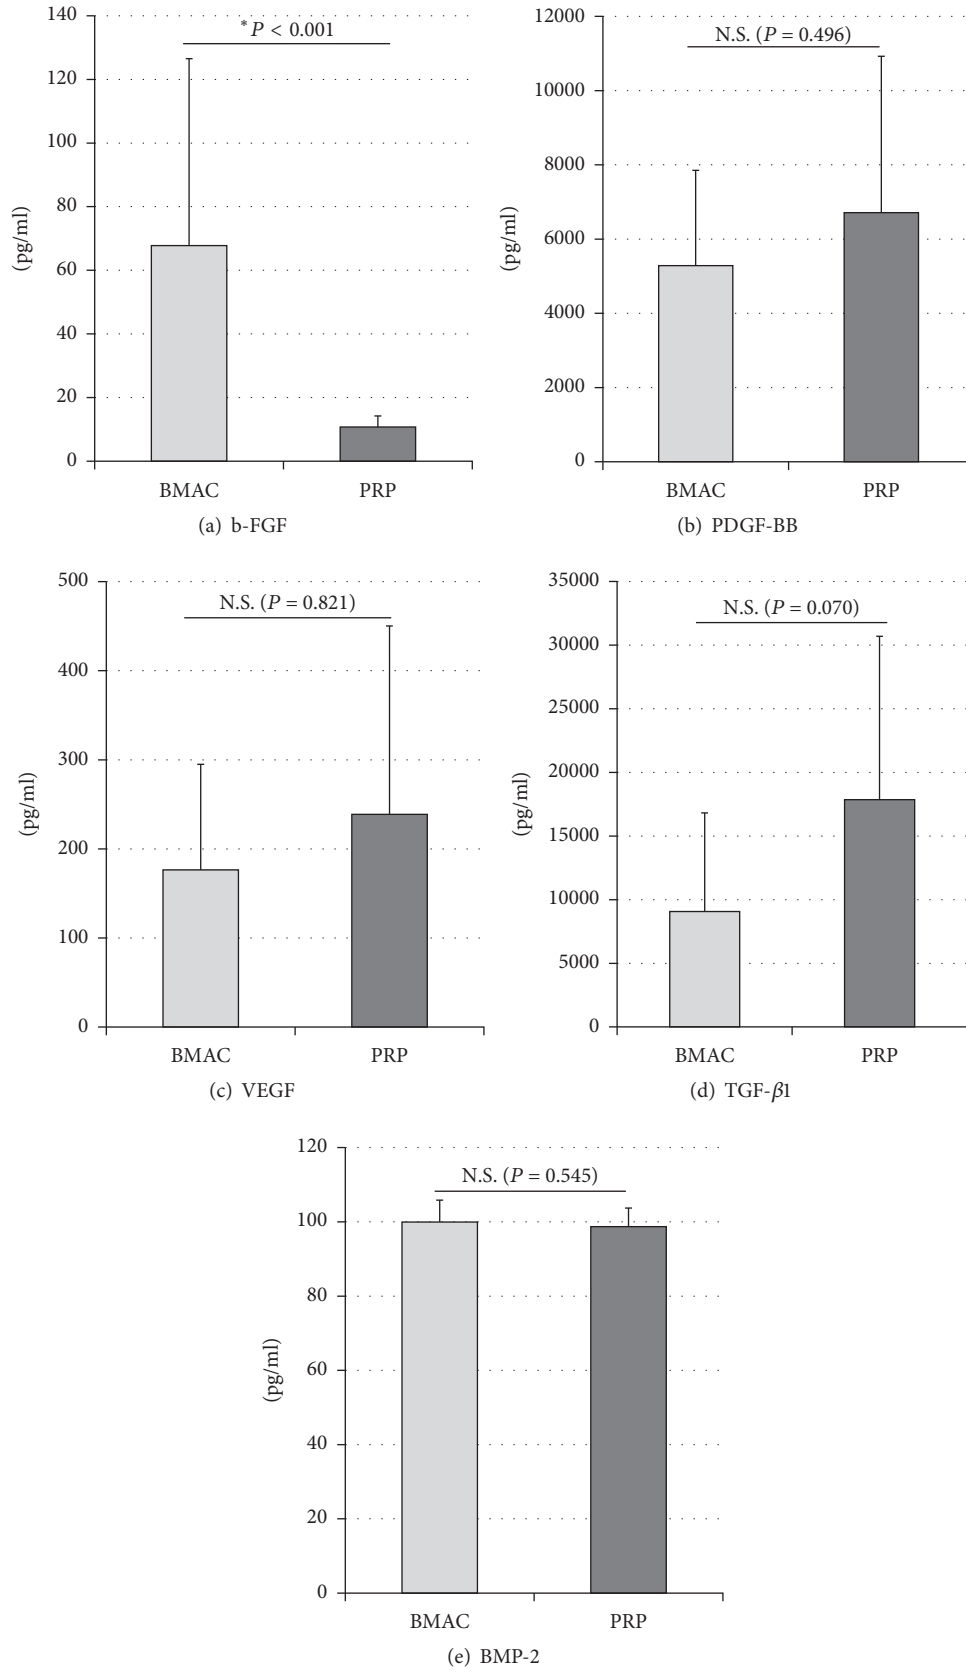 140
120
100
80
60
40
20
0
(pg/ml)
* P < 0.001
BMAC PRP
(a) b-FGF
12000
10000
8000
6000
4000
2000
0
(pg/ml)
N.S. (P = 0.496)
BMAC PRP
(b) PDGF-BB
500
400
300
200
100
0
(pg/ml)
N.S. (P = 0.821)
BMAC PRP
(c) VEGF
35000
30000
25000
20000
15000
10000
5000
0
(pg/ml)
N.S. (P = 0.070)
BMAC PRP
(d) TGF-β1
120
100
80
60
40
20
0
(pg/ml)
N.S. (P = 0.545)
BMAC PRP
(e) BMP-2